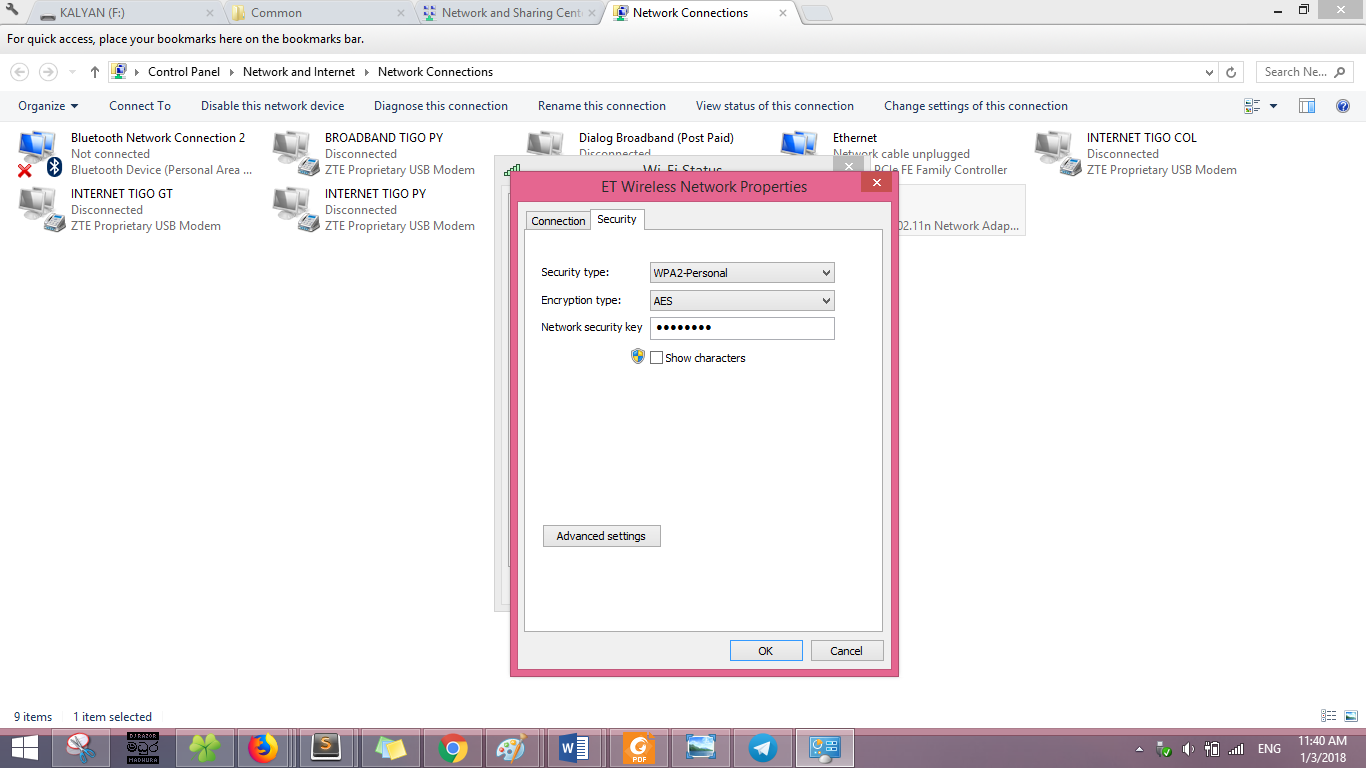 KALYAN (F:)
Common
Network and Sharing Cent
Network Connections
For quick access, place your bookmarks here on the bookmarks bar.
Control Panel
Network and Internet
Network Connections
Search Ne...
Organize
Connect To
Disable this network device
Diagnose this connection
Rename this connection
View status of this connection
Change settings of this connection
Bluetooth Network Connection 2
Not connected
Bluetooth Device (Personal Area ...
BROADBAND TIGO PY
Disconnected
ZTE Proprietary USB Modem
Dialog Broadband (Post Paid)
Disconnected
Ethernet
Network cable unplugged
PCIe FE Family Controller
INTERNET TIGO COL
Disconnected
ZTE Proprietary USB Modem
INTERNET TIGO GT
Disconnected
ZTE Proprietary USB Modem
INTERNET TIGO PY
Disconnected
ZTE Proprietary USB Modem
02.11n Network Adap...
Wi-Fi Status
ET Wireless Network Properties
Connection
Security
Security type:
WPA2-Personal
Encryption type:
AES
Network security key
••••••••
Show characters
Advanced settings
OK
Cancel
9 items
1 item selected
DJ RAZOR
MADHURA
S
W
PDF
ENG
11:40 AM
1/3/2018